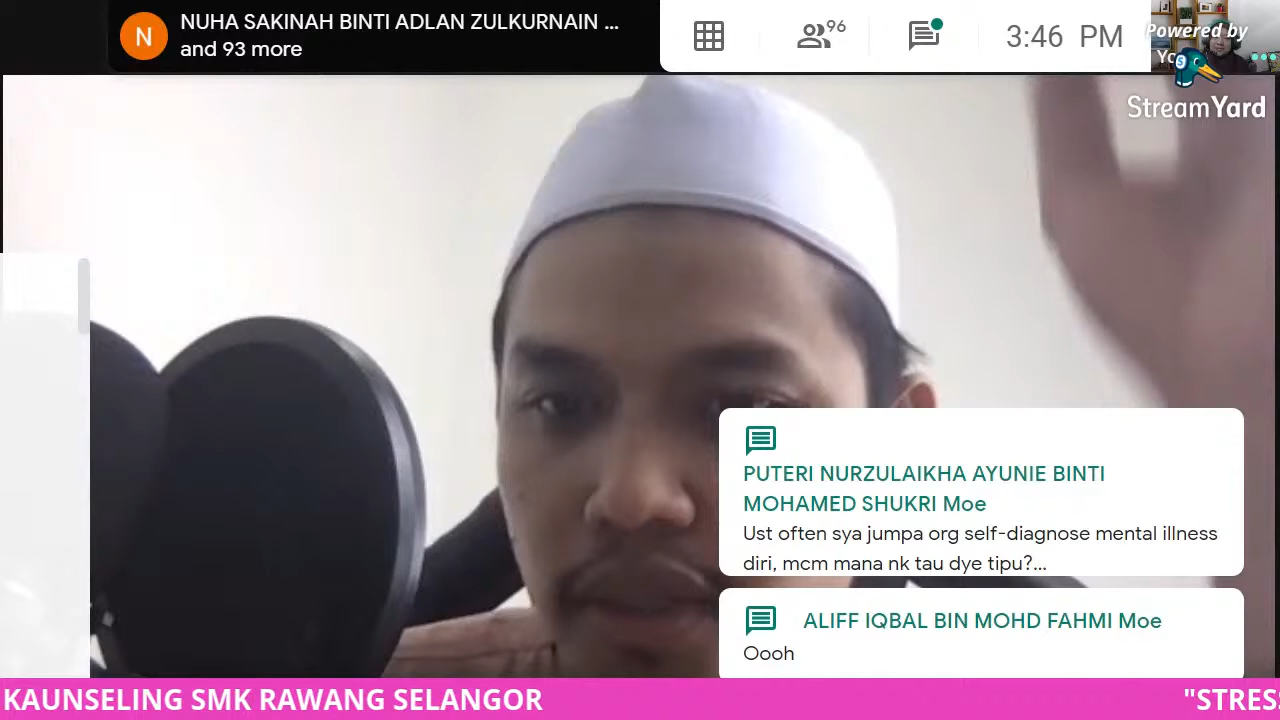 N
NUHA SAKINAH BINTI ADLAN ZULKURNAIN ...
and 93 more
96
3:46 PM
Powered by
StreamYard
PUTERI NURZULAIKHA AYUNIE BINTI
MOHAMED SHUKRI Moe
Ust often sya jumpa org self-diagnose mental illness
diri, mcm mana nk tau dye tipu?...
ALIFF IQBAL BIN MOHD FAHMI Moe
Oooh
KAUNSELING SMK RAWANG SELANGOR
"STRES